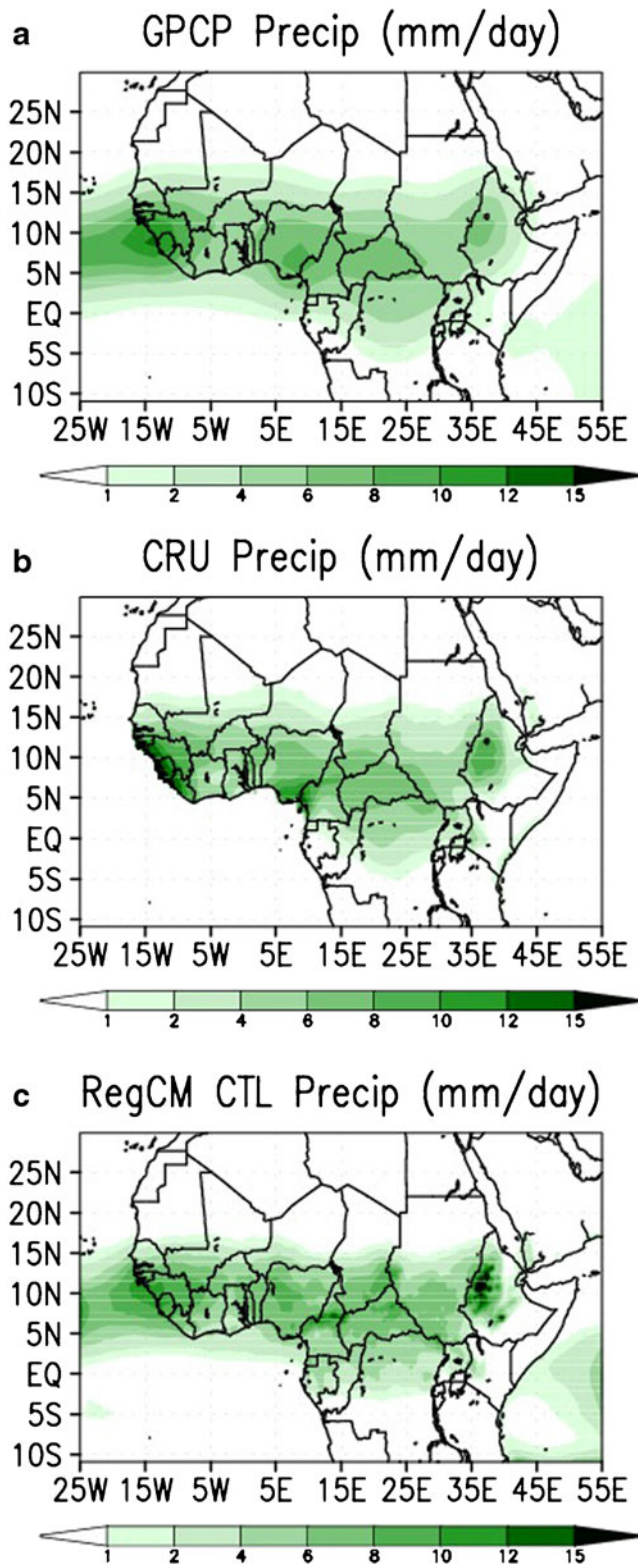 a GPCP Precip (mm/day)
25N
20N
15N
10N
5N
EQ
5S
10S
25W 15W 5W 5E 15E 25E 35E 45E 55E
1 2 4 6 8 10 12 15
b CRU Precip (mm/day)
25N
20N
15N
10N
5N
EQ
5S
10S
25W 15W 5W 5E 15E 25E 35E 45E 55E
1 2 4 6 8 10 12 15
c RegCM CTL Precip (mm/day)
25N
20N
15N
10N
5N
EQ
5S
10S
25W 15W 5W 5E 15E 25E 35E 45E 55E
1 2 4 6 8 10 12 15